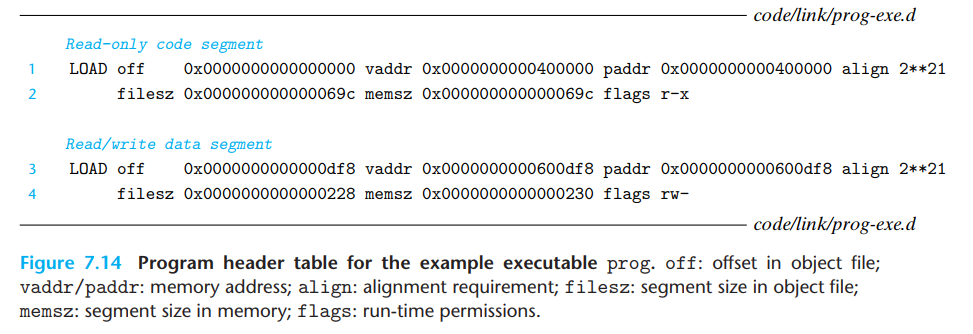 code/link/prog-exe.d
Read-only code segment
1 LOAD off 0x0000000000000000 vaddr 0x0000000000400000 paddr 0x0000000000400000 align 2**21
2 filesz 0x000000000000069c memsz 0x000000000000069c flags r-x
Read/write data segment
3 LOAD off 0x0000000000000df8 vaddr 0x0000000000600df8 paddr 0x0000000000600df8 align 2**21
4 filesz 0x0000000000000228 memsz 0x0000000000000230 flags rw-
code/link/prog-exe.d
Figure 7.14 Program header table for the example executable prog. off: offset in object file;
vaddr/paddr: memory address; align: alignment requirement; filesz: segment size in object file;
memsz: segment size in memory; flags: run-time permissions.